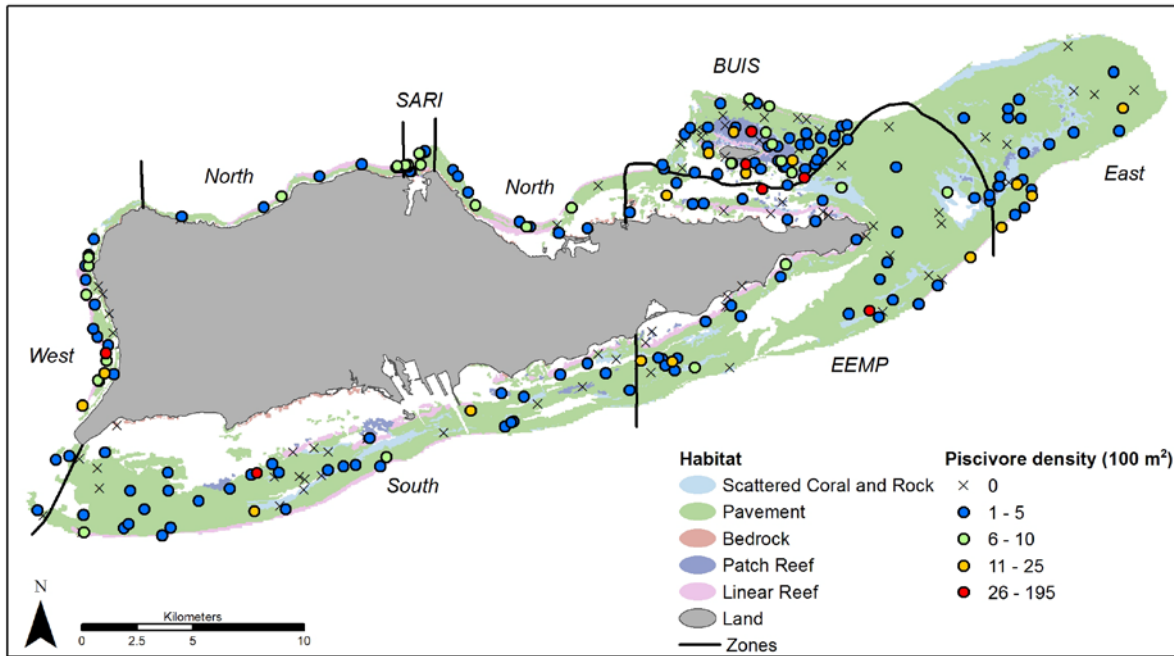 BUIS
SARI
North
North
East
West
EEMP
South
Habitat
Scattered Coral and Rock
Pavement
Bedrock
Patch Reef
Linear Reef
Land
Zones
Piscivore density (100 m²)
0
1 - 5
6 - 10
11 - 25
26 - 195
N
Kilometers
0 2.5 5 10